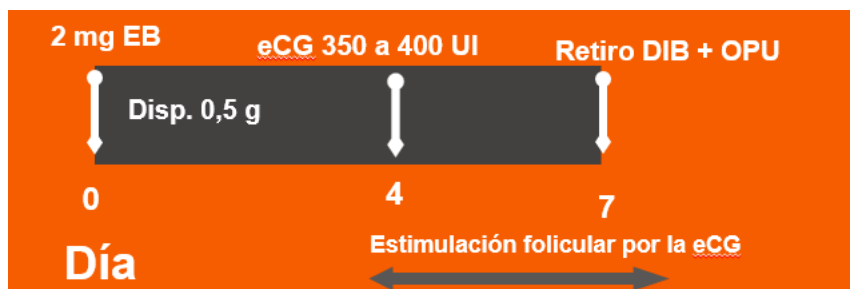 2 mg EB
eCG 350 a 400 UI
Retiro DIB + OPU
Disp. 0,5 g
0
4
7
Estimulación folicular por la eCG
Día